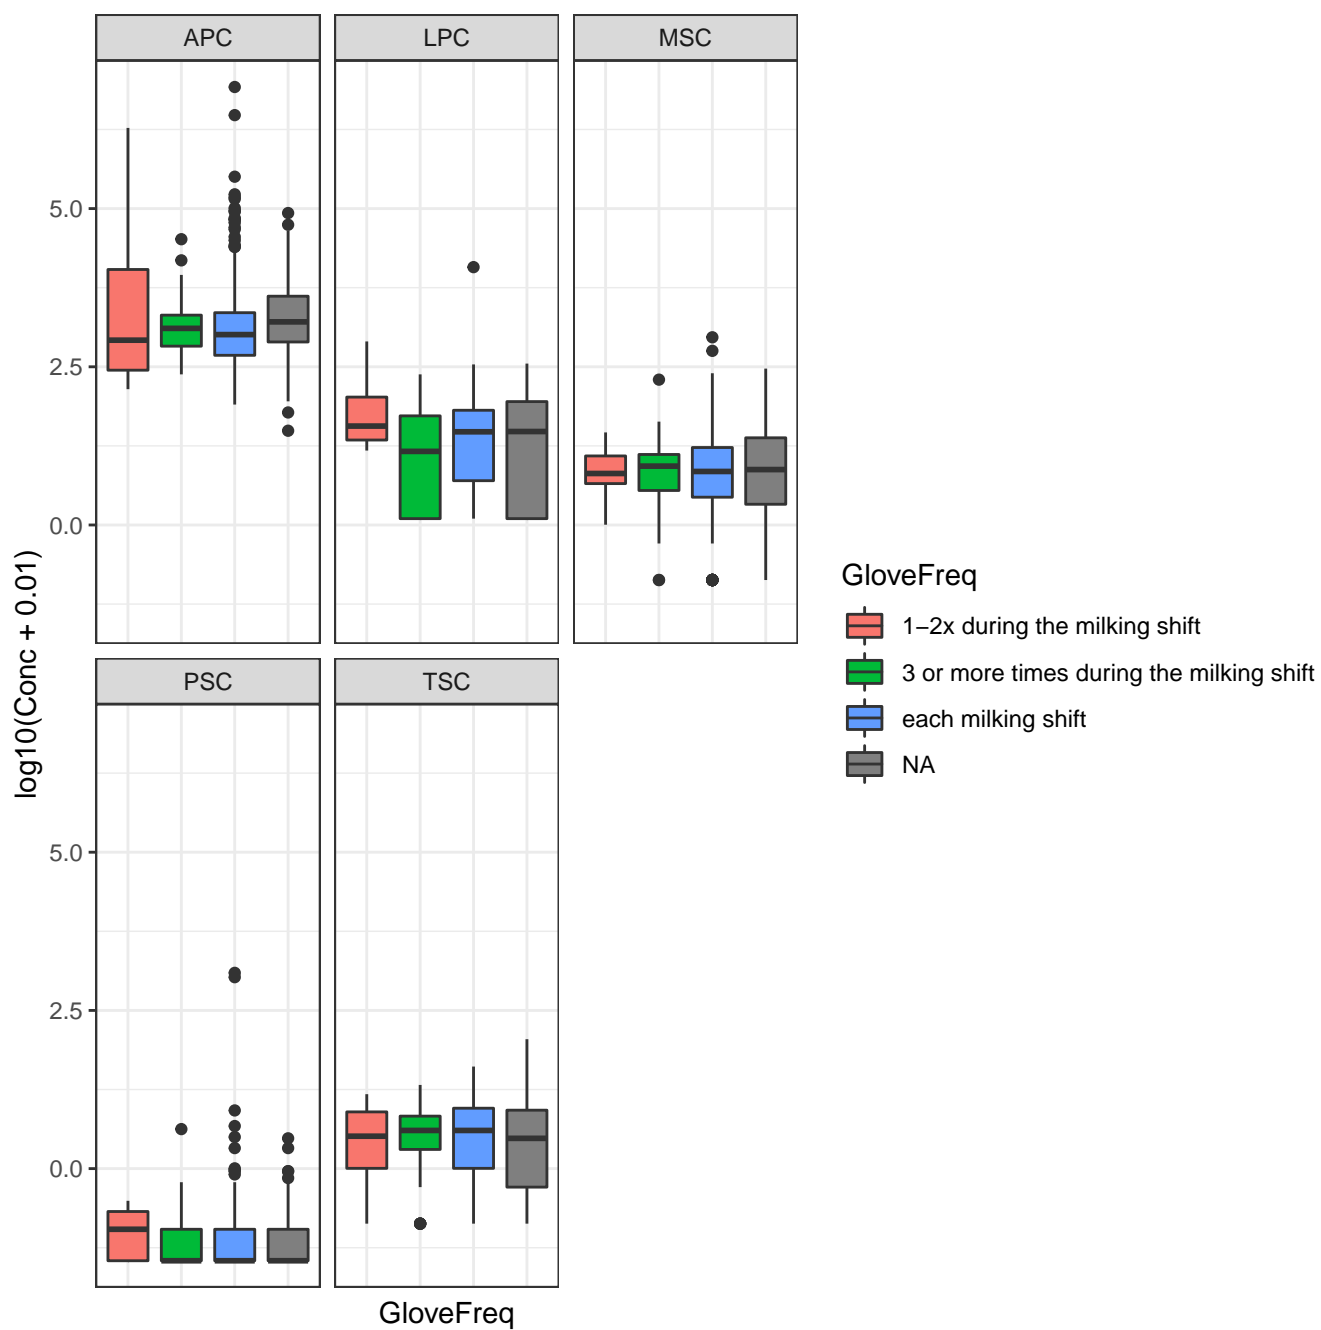 APC
LPC
MSC
5.0
2.5
0.0
PSC
TSC
5.0
2.5
0.0
log10(Conc + 0.01)
GloveFreq
GloveFreq
1−2x during the milking shift
3 or more times during the milking shift
each milking shift
NA